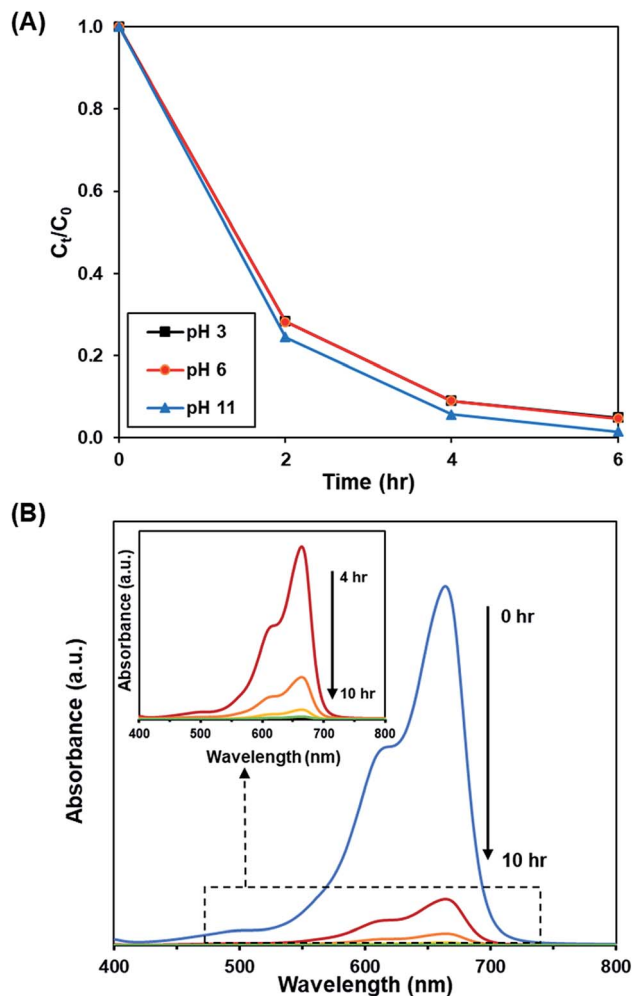 (A)
1.0
0.8
0.6
0.4
0.2
0.0
Ct/C0
pH 3
pH 6
pH 11
0
2
4
6
Time (hr)
(B)
Absorbance (a.u.)
Absorbance (a.u.)
4 hr
10 hr
400 500 600 700 800
Wavelength (nm)
0 hr
10 hr
400 500 600 700 800
Wavelength (nm)